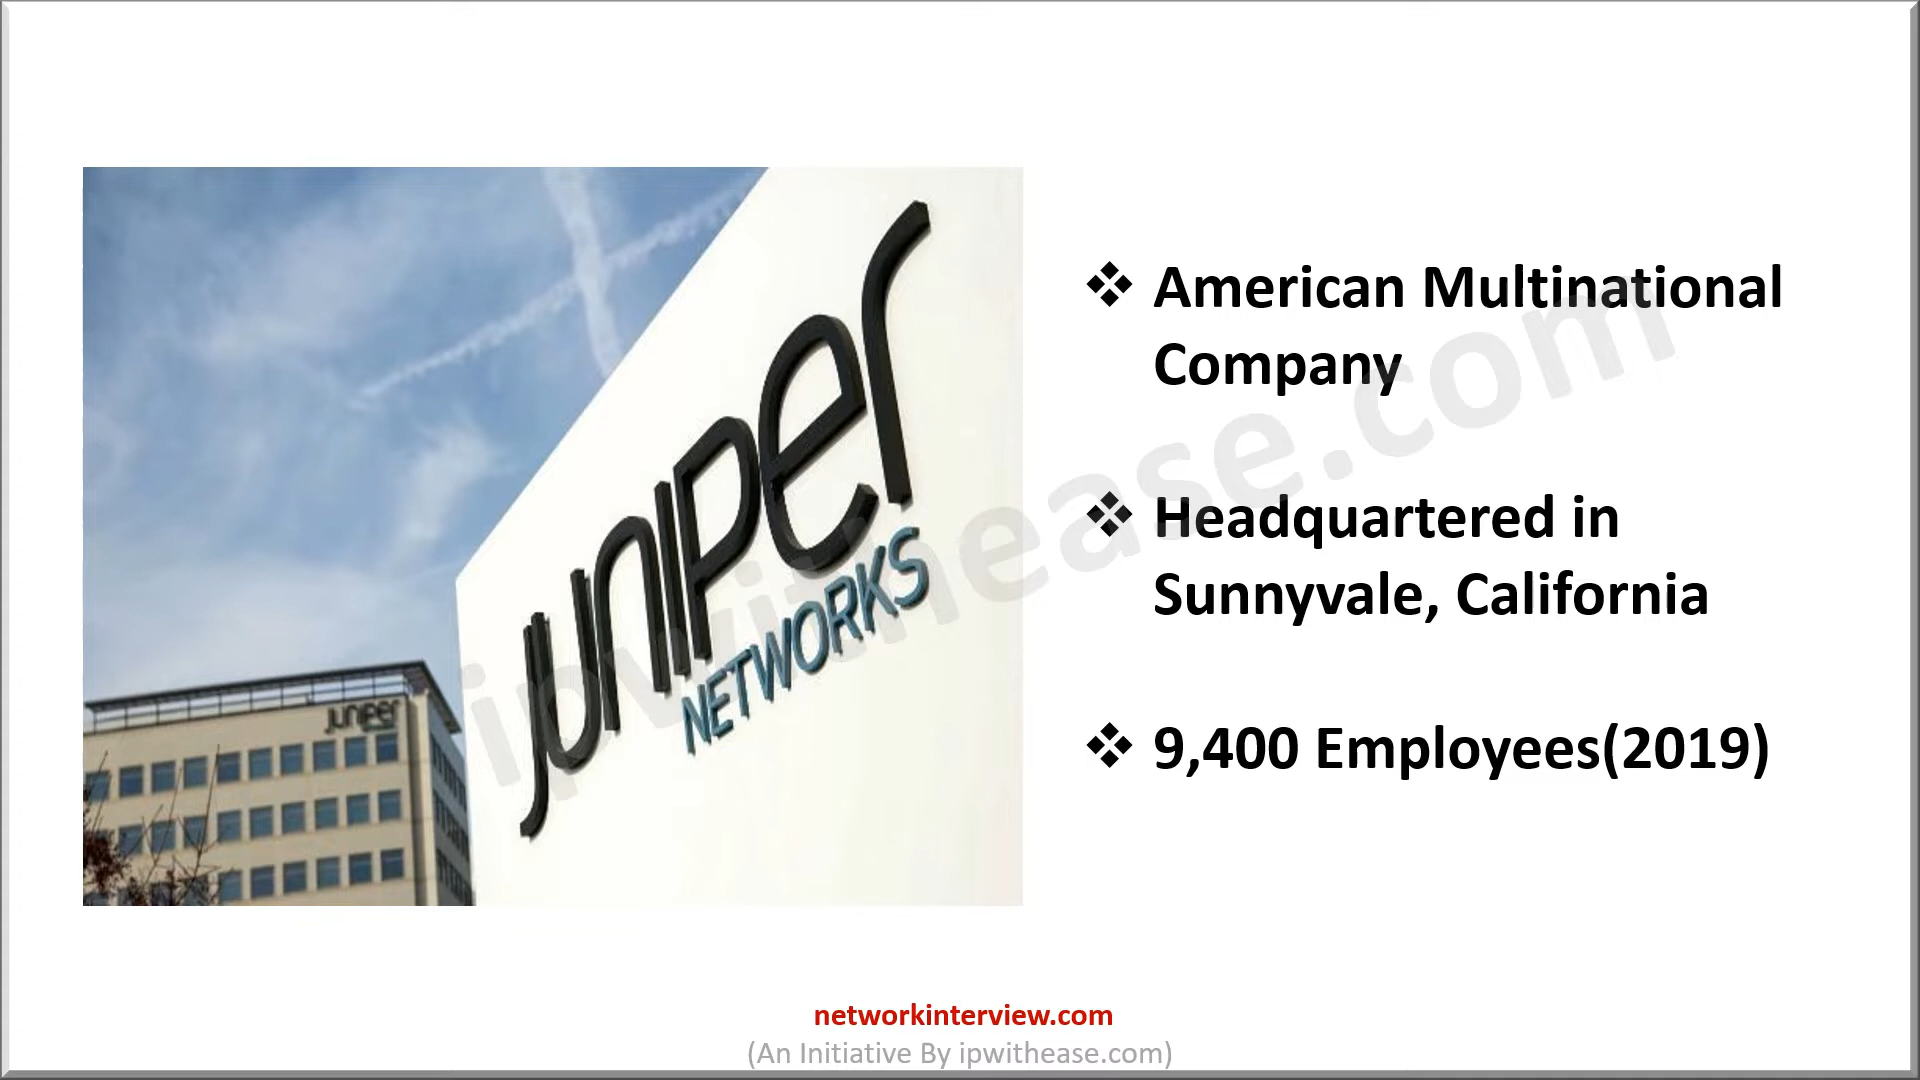 JUNIPER
NETWORKS
JUNIPER
❖ American Multinational
Company
❖ Headquartered in
Sunnyvale, California
❖ 9,400 Employees(2019)
ipwithease.com
networkinterview.com
(An Initiative By ipwithease.com)